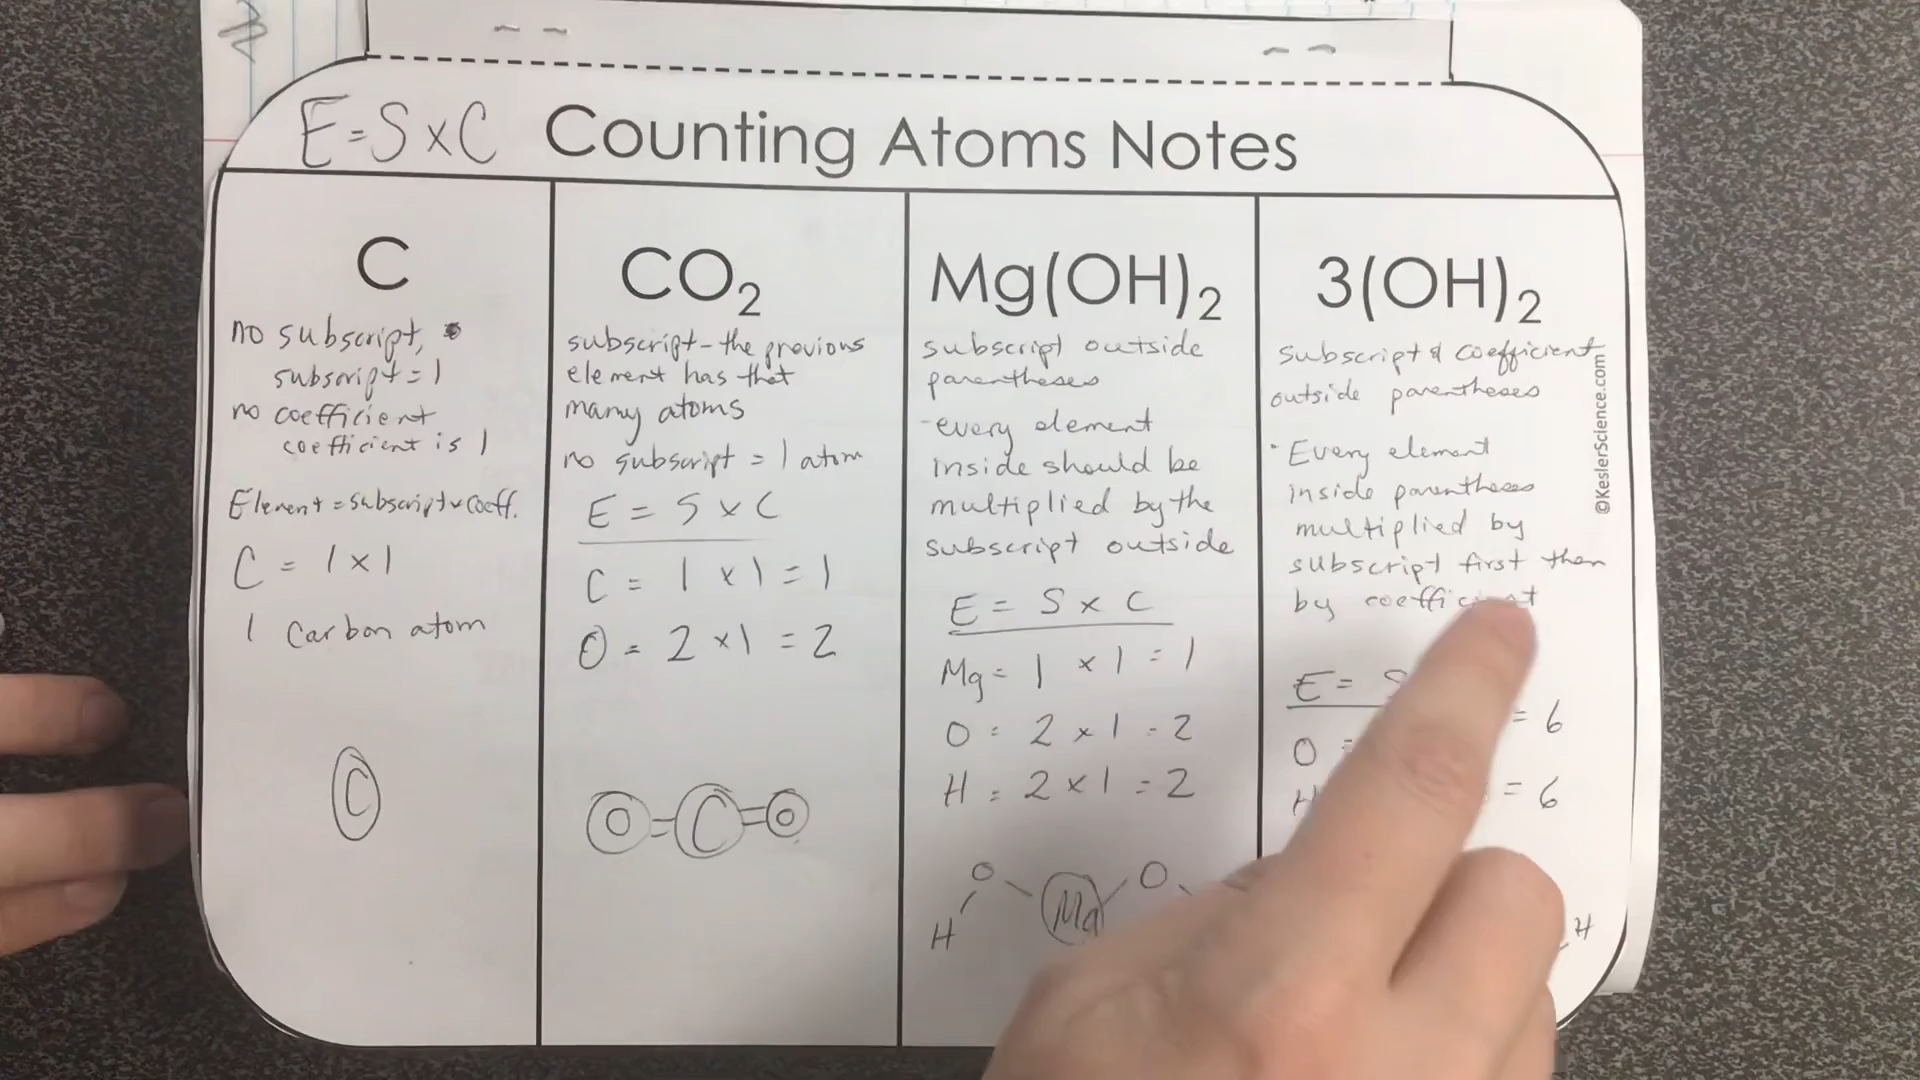 E=SxC Counting Atoms Notes
C
no subscript,
subscript=1
no coefficient
coefficient is 1
Element = subscript x coeff.
C = 1 x 1
1 Carbon atom
C
CO₂
subscript - the previous
element has that
many atoms
no subscript = 1 atom
E = S x C
C = 1 x 1 = 1
O = 2 x 1 = 2
O=C=O
Mg(OH)₂
subscript outside
parentheses
-every element
inside should be
multiplied by the
subscript outside
E = S x C
Mg = 1 x 1 = 1
O = 2 x 1 = 2
H = 2 x 1 = 2
O Mg O
H
3(OH)₂
subscript & coefficient
outside parentheses
· Every element
inside parentheses
multiplied by
subscript first then
by coefficient
E = S
O = = 6
H = 6
H
©KeslerScience.com